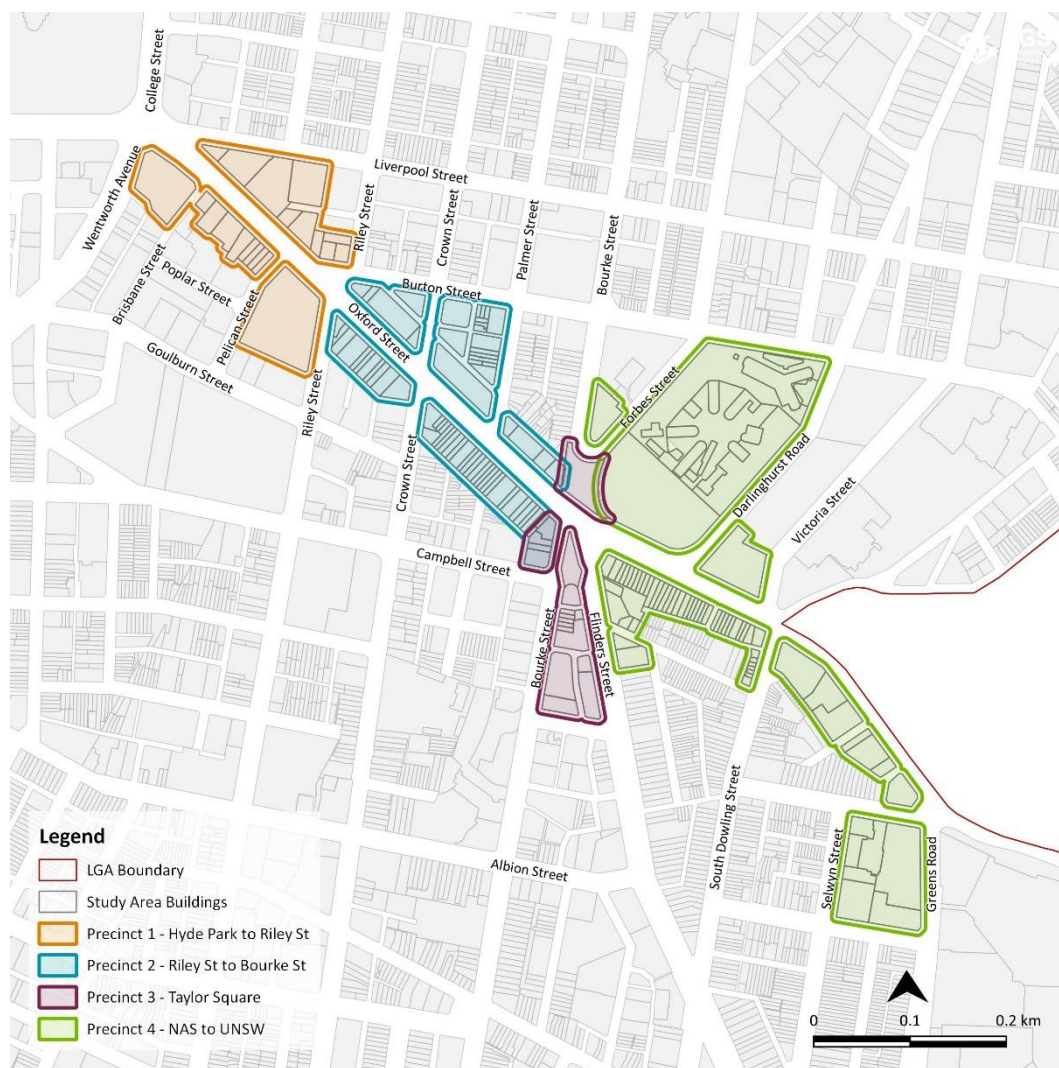 College Street
Wentworth Avenue
Liverpool Street
Riley Street
Crown Street
Palmer Street
Bourke Street
Brisbane Street
Poplar Street
Pelican Street
Burton Street
Oxford Street
Goulburn Street
Riley Street
Forbes Street
Crown Street
Darlinghurst Road
Victoria Street
Campbell Street
Bourke Street
Flinders Street
South Dowling Street
Albion Street
Selwyn Street
Greens Road
Legend
LGA Boundary
Study Area Buildings
Precinct 1 - Hyde Park to Riley St
Precinct 2 - Riley St to Bourke St
Precinct 3 - Taylor Square
Precinct 4 - NAS to UNSW
0 0.1 0.2 km